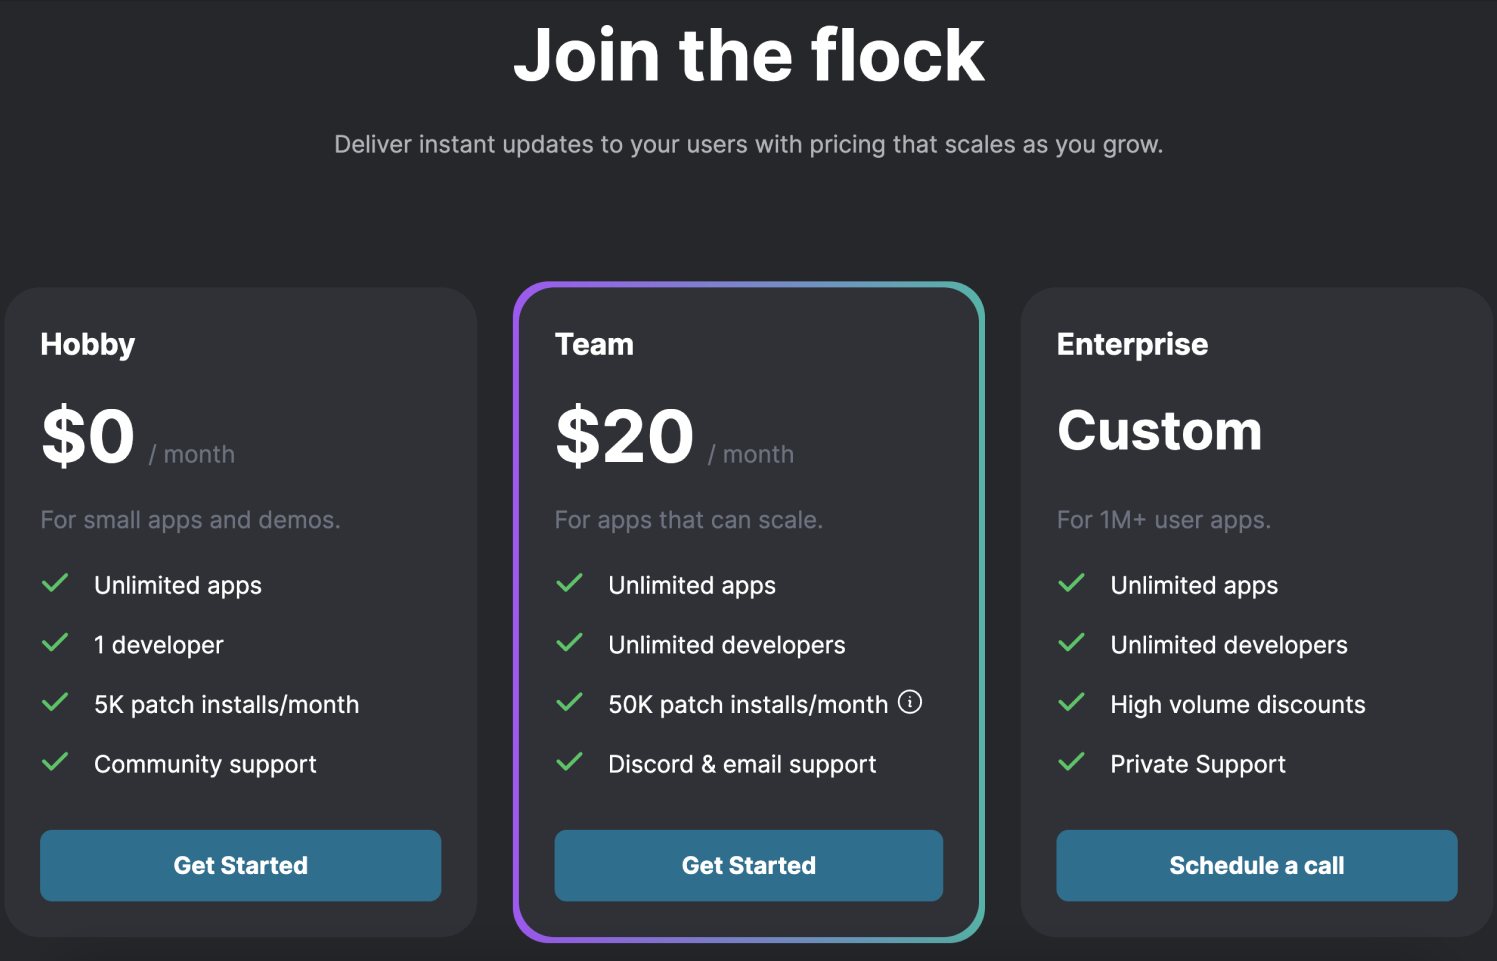 Join the flock
Deliver instant updates to your users with pricing that scales as you grow.
Hobby
$0 / month
For small apps and demos.
Unlimited apps
1 developer
5K patch installs/month
Community support
Get Started
Team
$20 / month
For apps that can scale.
Unlimited apps
Unlimited developers
50K patch installs/month
Discord & email support
Get Started
Enterprise
Custom
For 1M+ user apps.
Unlimited apps
Unlimited developers
High volume discounts
Private Support
Schedule a call